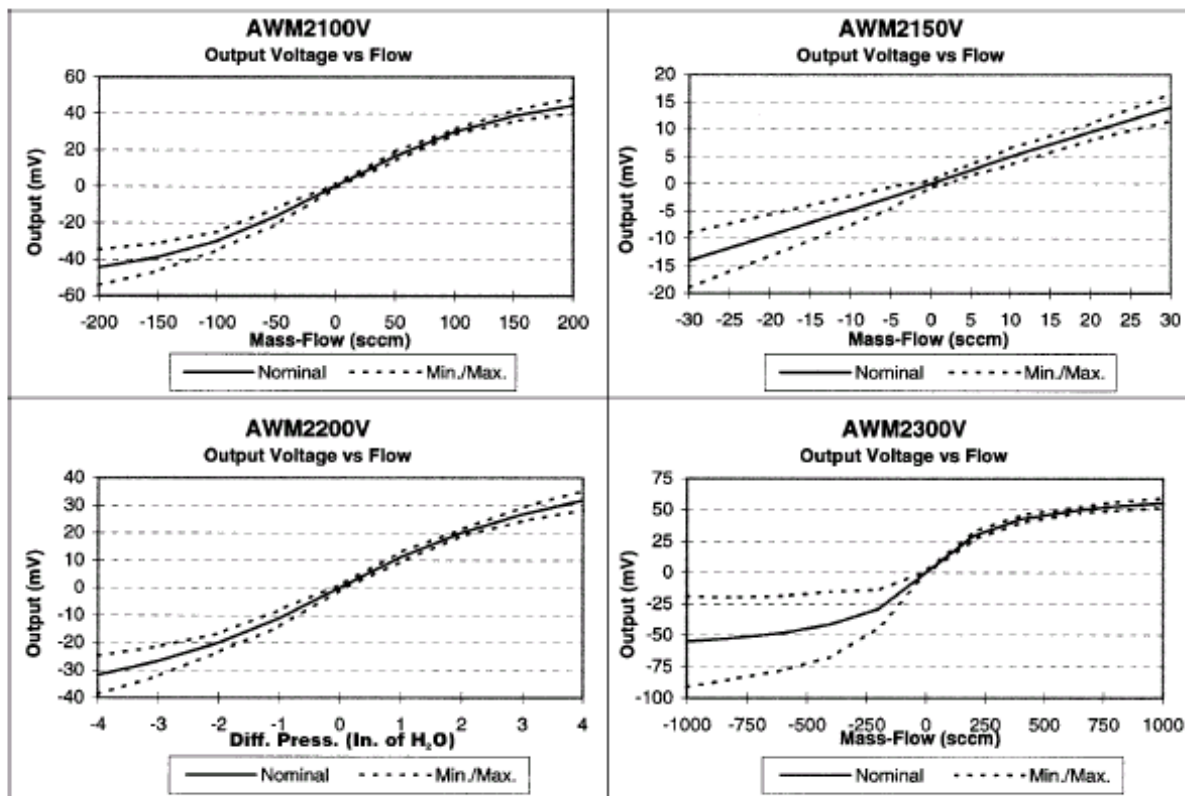 AWM2100V
Output Voltage vs Flow
Output (mV)
60
40
20
0
-20
-40
-60
-200 -150 -100 -50 0 50 100 150 200
Mass-Flow (sccm)
Nominal Min./Max.
AWM2150V
Output Voltage vs Flow
Output (mV)
20
15
10
5
0
-5
-10
-15
-20
-30 -25 -20 -15 -10 -5 0 5 10 15 20 25 30
Mass-Flow (sccm)
Nominal Min./Max.
AWM2200V
Output Voltage vs Flow
Output (mV)
40
30
20
10
0
-10
-20
-30
-40
-4 -3 -2 -1 0 1 2 3 4
Diff. Press. (In. of H₂O)
Nominal Min./Max.
AWM2300V
Output Voltage vs Flow
Output (mV)
75
50
25
0
-25
-50
-75
-100
-1000 -750 -500 -250 0 250 500 750 1000
Mass-Flow (sccm)
Nominal Min./Max.